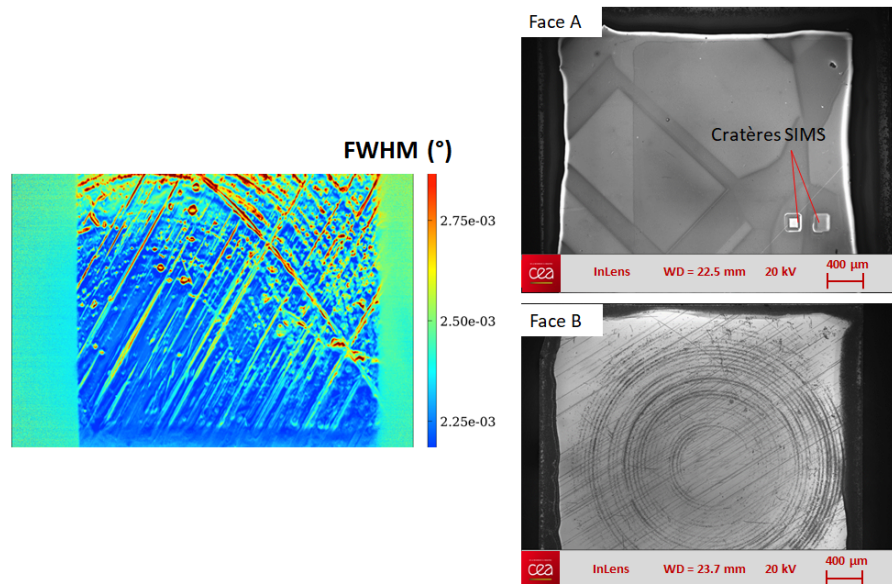 FWHM (°)
2.75e-03
2.50e-03
2.25e-03
Face A
Cratères SIMS
cea
InLens WD = 22.5 mm 20 kV 400 µm
Face B
cea
InLens WD = 23.7 mm 20 kV 400 µm